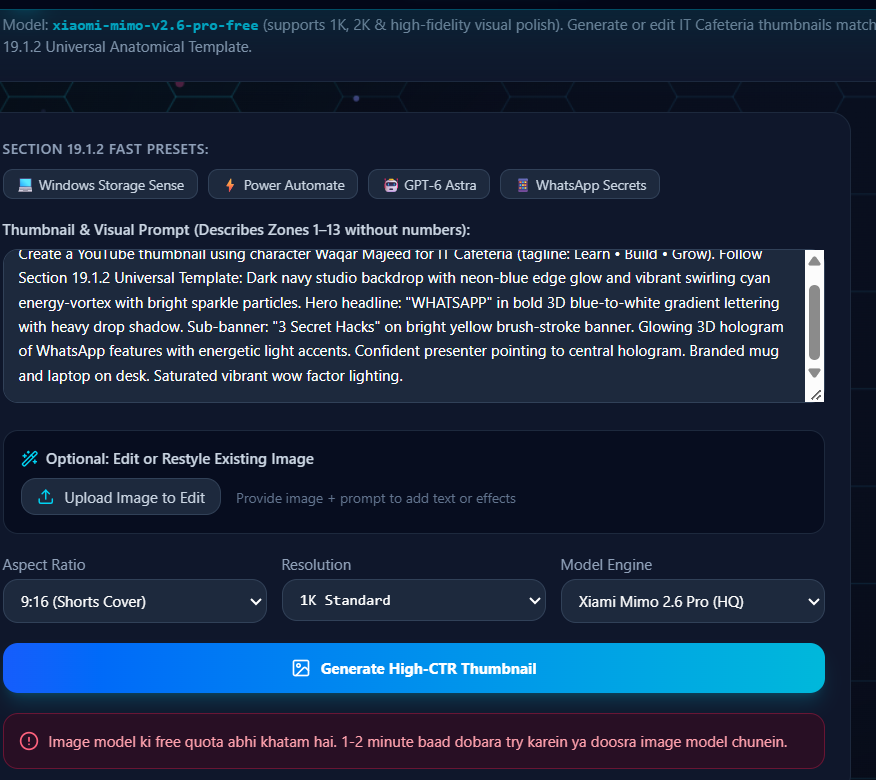 Model: xiaomi-mimo-v2.6-pro-free (supports 1K, 2K & high-fidelity visual polish). Generate or edit IT Cafeteria thumbnails match
19.1.2 Universal Anatomical Template.
SECTION 19.1.2 FAST PRESETS:
Windows Storage Sense
Power Automate
GPT-6 Astra
WhatsApp Secrets
Thumbnail & Visual Prompt (Describes Zones 1–13 without numbers):
Create a YouTube thumbnail using character Waqar Majeed for IT Cafeteria (tagline: Learn • Build • Grow). Follow
Section 19.1.2 Universal Template: Dark navy studio backdrop with neon-blue edge glow and vibrant swirling cyan
energy-vortex with bright sparkle particles. Hero headline: "WHATSAPP" in bold 3D blue-to-white gradient lettering
with heavy drop shadow. Sub-banner: "3 Secret Hacks" on bright yellow brush-stroke banner. Glowing 3D hologram
of WhatsApp features with energetic light accents. Confident presenter pointing to central hologram. Branded mug
and laptop on desk. Saturated vibrant wow factor lighting.
Optional: Edit or Restyle Existing Image
Upload Image to Edit
Provide image + prompt to add text or effects
Aspect Ratio
Resolution
Model Engine
9:16 (Shorts Cover)
1K Standard
Xiami Mimo 2.6 Pro (HQ)
Generate High-CTR Thumbnail
Image model ki free quota abhi khatam hai. 1-2 minute baad dobara try karein ya doosra image model chunein.